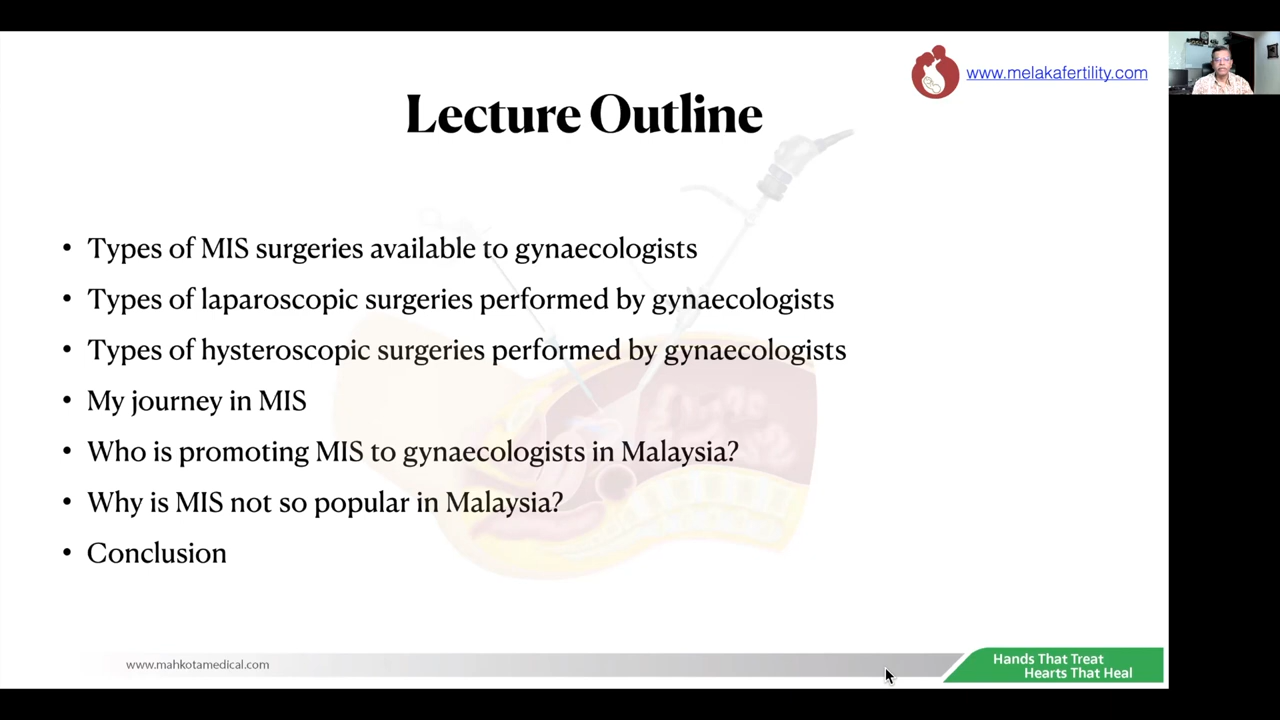 www.melakafertility.com
Lecture Outline
• Types of MIS surgeries available to gynaecologists
• Types of laparoscopic surgeries performed by gynaecologists
• Types of hysteroscopic surgeries performed by gynaecologists
• My journey in MIS
• Who is promoting MIS to gynaecologists in Malaysia?
• Why is MIS not so popular in Malaysia?
• Conclusion
www.mahkotamedical.com
Hands That Treat
Hearts That Heal